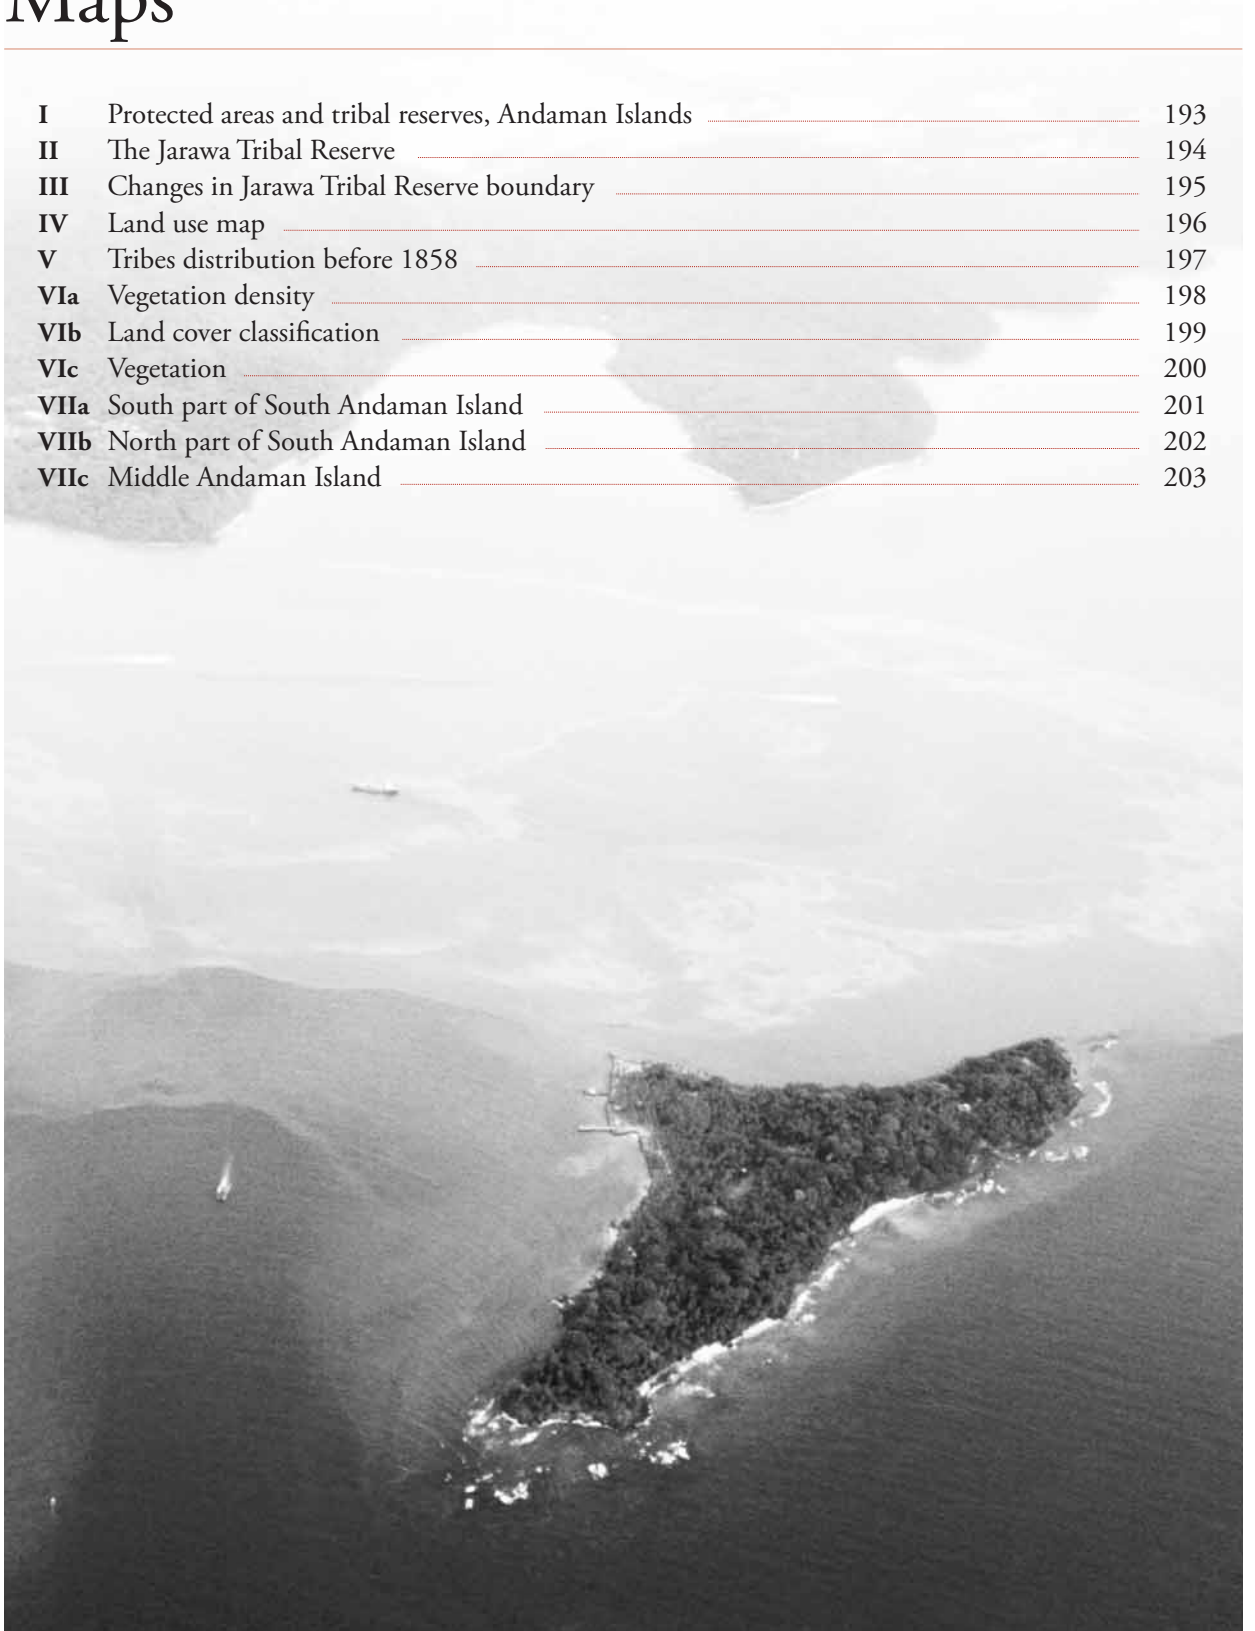 Maps
I Protected areas and tribal reserves, Andaman Islands 193
II The Jarawa Tribal Reserve 194
III Changes in Jarawa Tribal Reserve boundary 195
IV Land use map 196
V Tribes distribution before 1858 197
VIa Vegetation density 198
VIb Land cover classification 199
VIc Vegetation 200
VIIa South part of South Andaman Island 201
VIIb North part of South Andaman Island 202
VIIc Middle Andaman Island 203